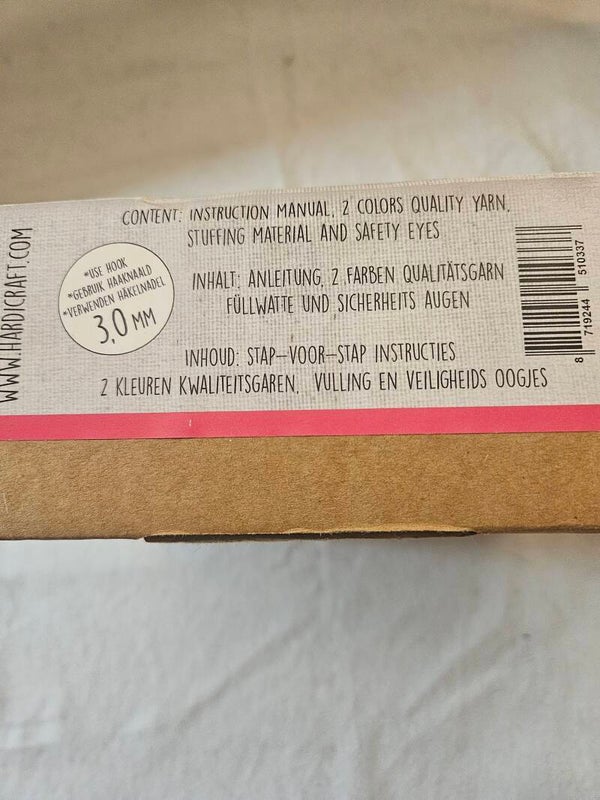 WWW.HARDICRAFT.COM
*USE HOOK
*GEBRUIK HAAKNAALD
*VERWENDEN HÄKELNADEL
3,0 MM
CONTENT: INSTRUCTION MANUAL, 2 COLORS QUALITY YARN,
STUFFING MATERIAL AND SAFETY EYES
INHALT: ANLEITUNG, 2 FARBEN QUALITÄTSGARN
FÜLLWATTE UND SICHERHEITS AUGEN
INHOUD: STAP-VOOR-STAP INSTRUCTIES
2 KLEUREN KWALITEITSGAREN, VULLING EN VEILIGHEIDS OOGJES
8 719244 510337